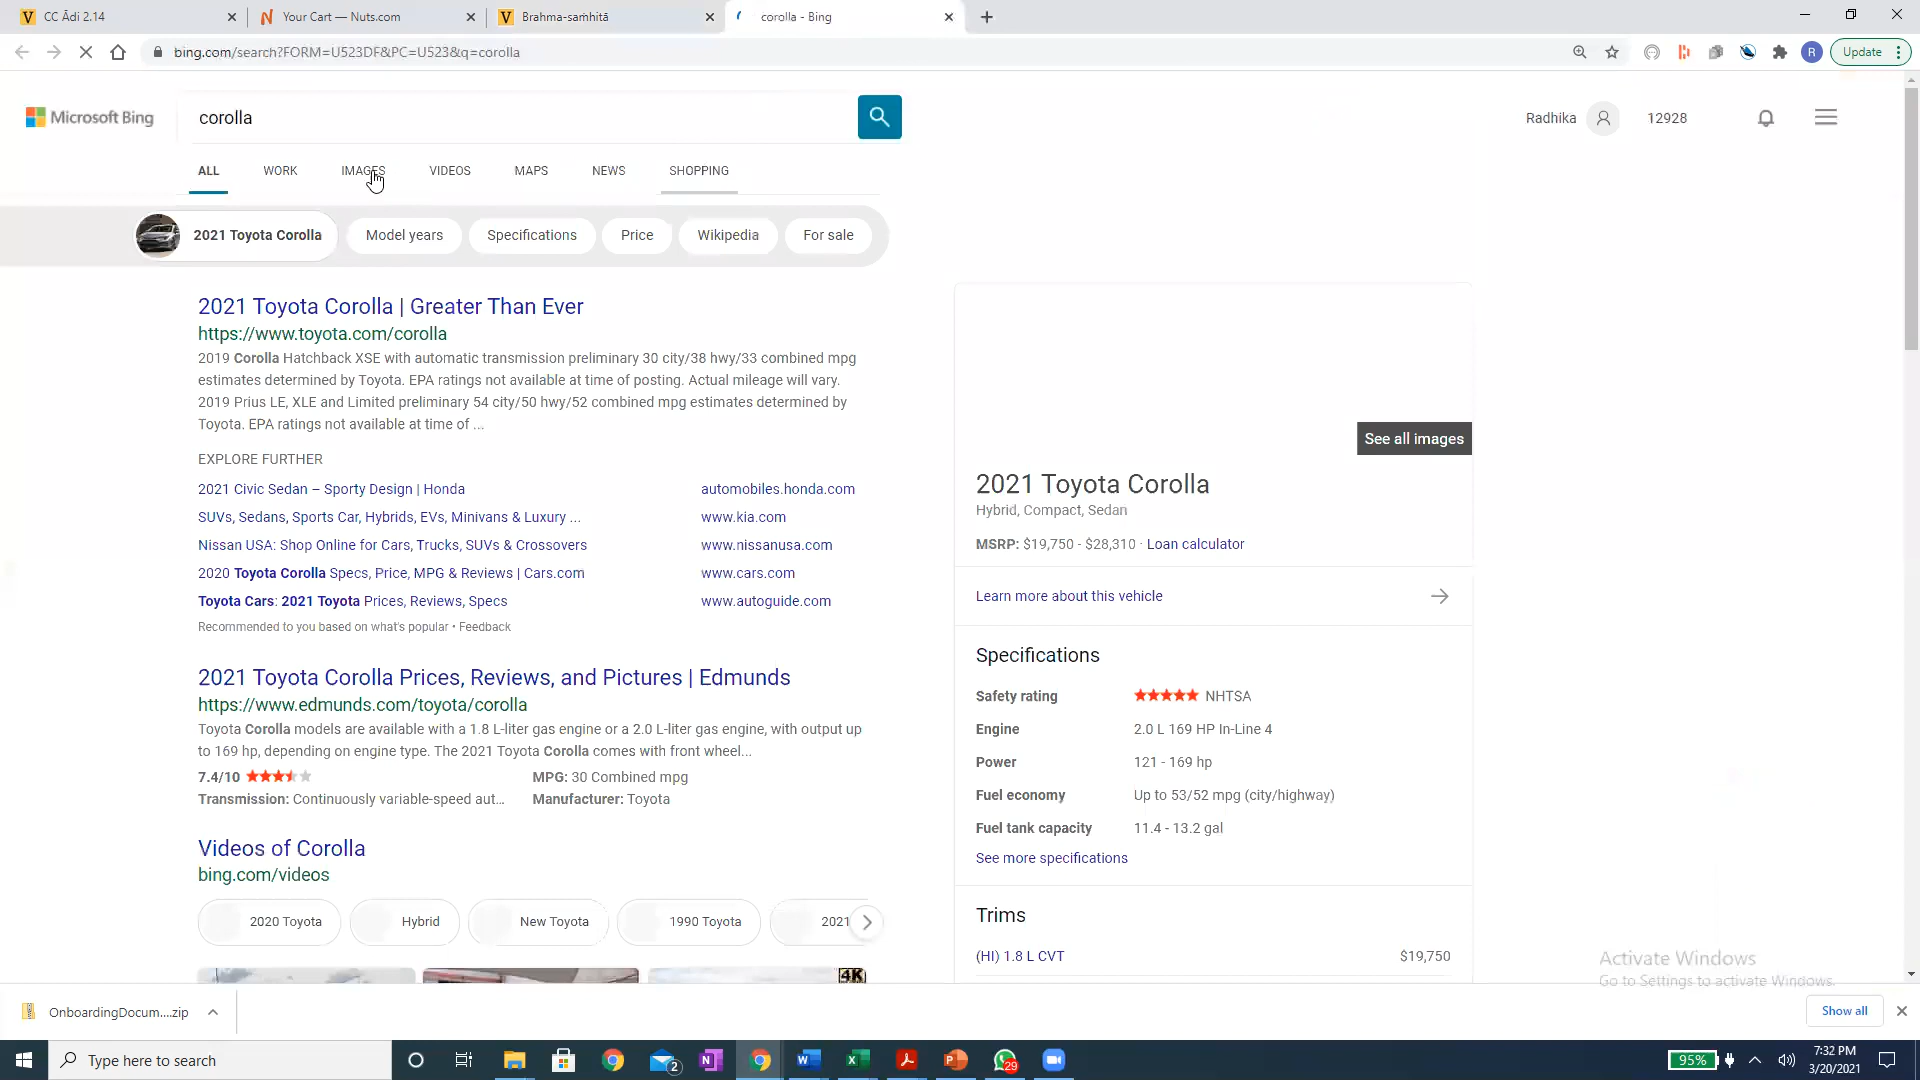 CC Ādi 2.14
Your Cart — Nuts.com
Brahma-saṁhitā
corolla - Bing
bing.com/search?FORM=U523DF&PC=U523&q=corolla
R
Update
Microsoft Bing
corolla
Radhika
12928
ALL
WORK
IMAGES
VIDEOS
MAPS
NEWS
SHOPPING
2021 Toyota Corolla
Model years
Specifications
Price
Wikipedia
For sale
2021 Toyota Corolla | Greater Than Ever
https://www.toyota.com/corolla
2019 Corolla Hatchback XSE with automatic transmission preliminary 30 city/38 hwy/33 combined mpg
estimates determined by Toyota. EPA ratings not available at time of posting. Actual mileage will vary.
2019 Prius LE, XLE and Limited preliminary 54 city/50 hwy/52 combined mpg estimates determined by
Toyota. EPA ratings not available at time of ...
EXPLORE FURTHER
2021 Civic Sedan – Sporty Design | Honda automobiles.honda.com
SUVs, Sedans, Sports Car, Hybrids, EVs, Minivans & Luxury ... www.kia.com
Nissan USA: Shop Online for Cars, Trucks, SUVs & Crossovers www.nissanusa.com
2020 Toyota Corolla Specs, Price, MPG & Reviews | Cars.com www.cars.com
Toyota Cars: 2021 Toyota Prices, Reviews, Specs www.autoguide.com
Recommended to you based on what's popular • Feedback
2021 Toyota Corolla Prices, Reviews, and Pictures | Edmunds
https://www.edmunds.com/toyota/corolla
Toyota Corolla models are available with a 1.8 L-liter gas engine or a 2.0 L-liter gas engine, with output up
to 169 hp, depending on engine type. The 2021 Toyota Corolla comes with front wheel...
7.4/10 MPG: 30 Combined mpg
Transmission: Continuously variable-speed aut... Manufacturer: Toyota
Videos of Corolla
bing.com/videos
2020 Toyota
Hybrid
New Toyota
1990 Toyota
2021
4K
See all images
2021 Toyota Corolla
Hybrid, Compact, Sedan
MSRP: $19,750 - $28,310 · Loan calculator
Learn more about this vehicle
Specifications
Safety rating NHTSA
Engine 2.0 L 169 HP In-Line 4
Power 121 - 169 hp
Fuel economy Up to 53/52 mpg (city/highway)
Fuel tank capacity 11.4 - 13.2 gal
See more specifications
Trims
(HI) 1.8 L CVT $19,750
Activate Windows
Go to Settings to activate Windows.
OnboardingDocum....zip
Show all
Type here to search
2
29
95%
7:32 PM
3/20/2021